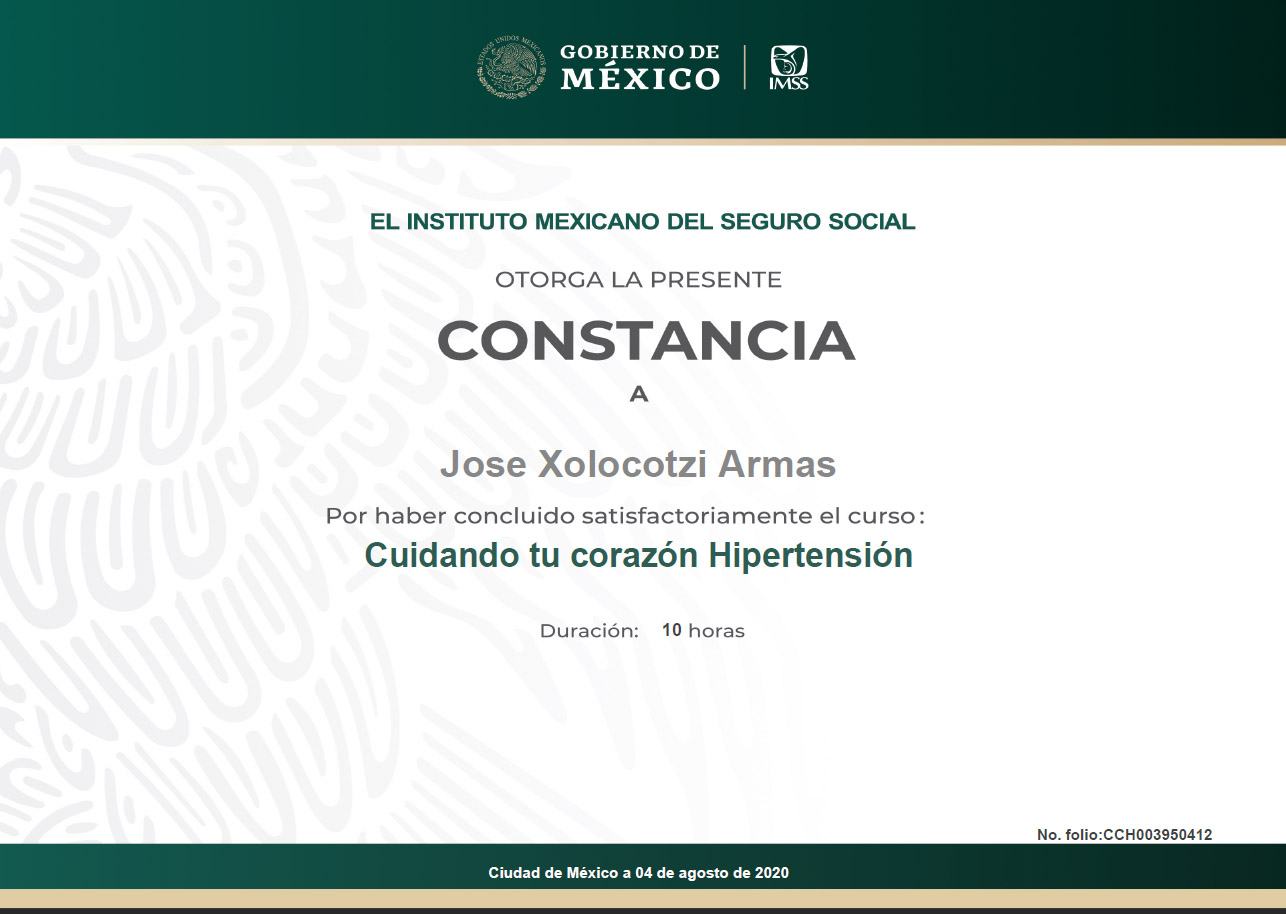 ESTADOS UNIDOS MEXICANOS
GOBIERNO DE
MÉXICO
IMSS
EL INSTITUTO MEXICANO DEL SEGURO SOCIAL
OTORGA LA PRESENTE
CONSTANCIA
A
Jose Xolocotzi Armas
Por haber concluido satisfactoriamente el curso:
Cuidando tu corazón Hipertensión
Duración: 10 horas
No. folio:CCH003950412
Ciudad de México a 04 de agosto de 2020